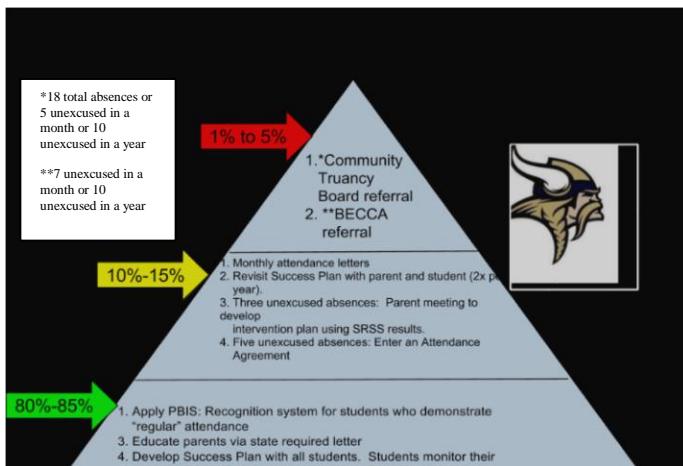 *18 total absences or
5 unexcused in a
month or 10
unexcused in a year
**7 unexcused in a
month or 10
unexcused in a year
1% to 5%
1.*Community
Truancy
Board referral
2. **BECCA
referral
10%-15%
1. Monthly attendance letters
2. Revisit Success Plan with parent and student (2x
year).
3. Three unexcused absences: Parent meeting to
develop
intervention plan using SRSS results.
4. Five unexcused absences: Enter an Attendance
Agreement
80%-85%
1. Apply PBIS: Recognition system for students who demonstrate
"regular" attendance
3. Educate parents via state required letter
4. Develop Success Plan with all students. Students monitor their